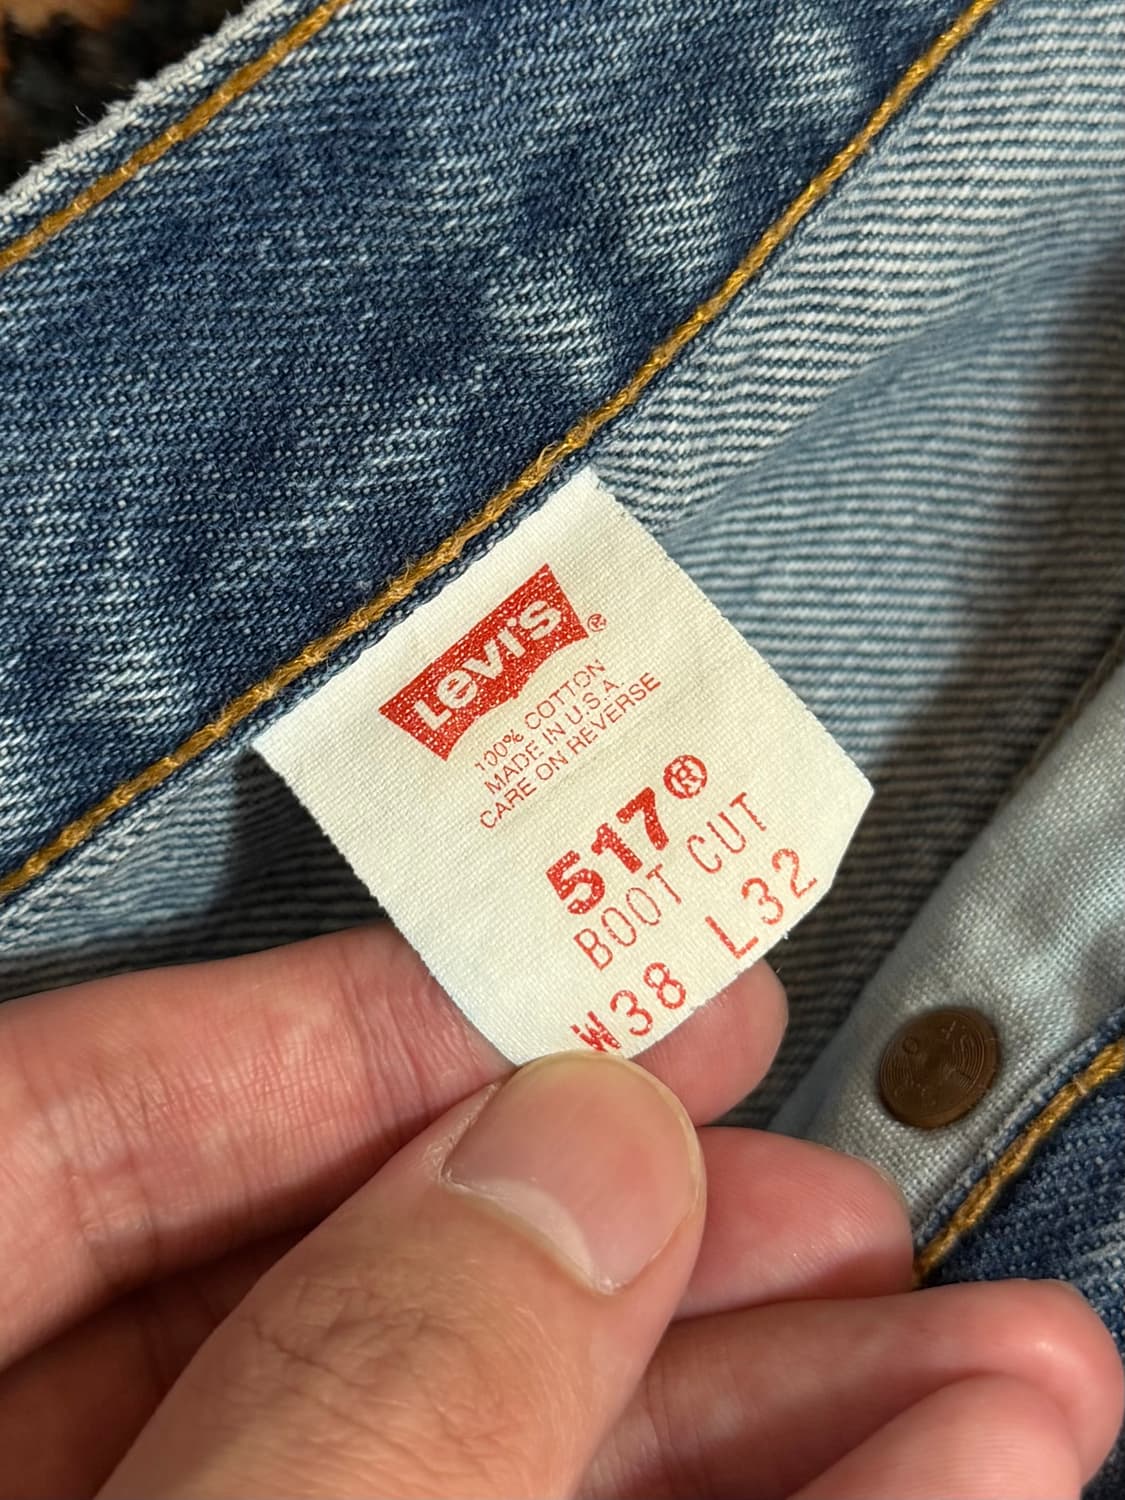 Levi's®
100% COTTON
MADE IN U.S.A.
CARE ON REVERSE
517®
BOOT CUT
W38 L32